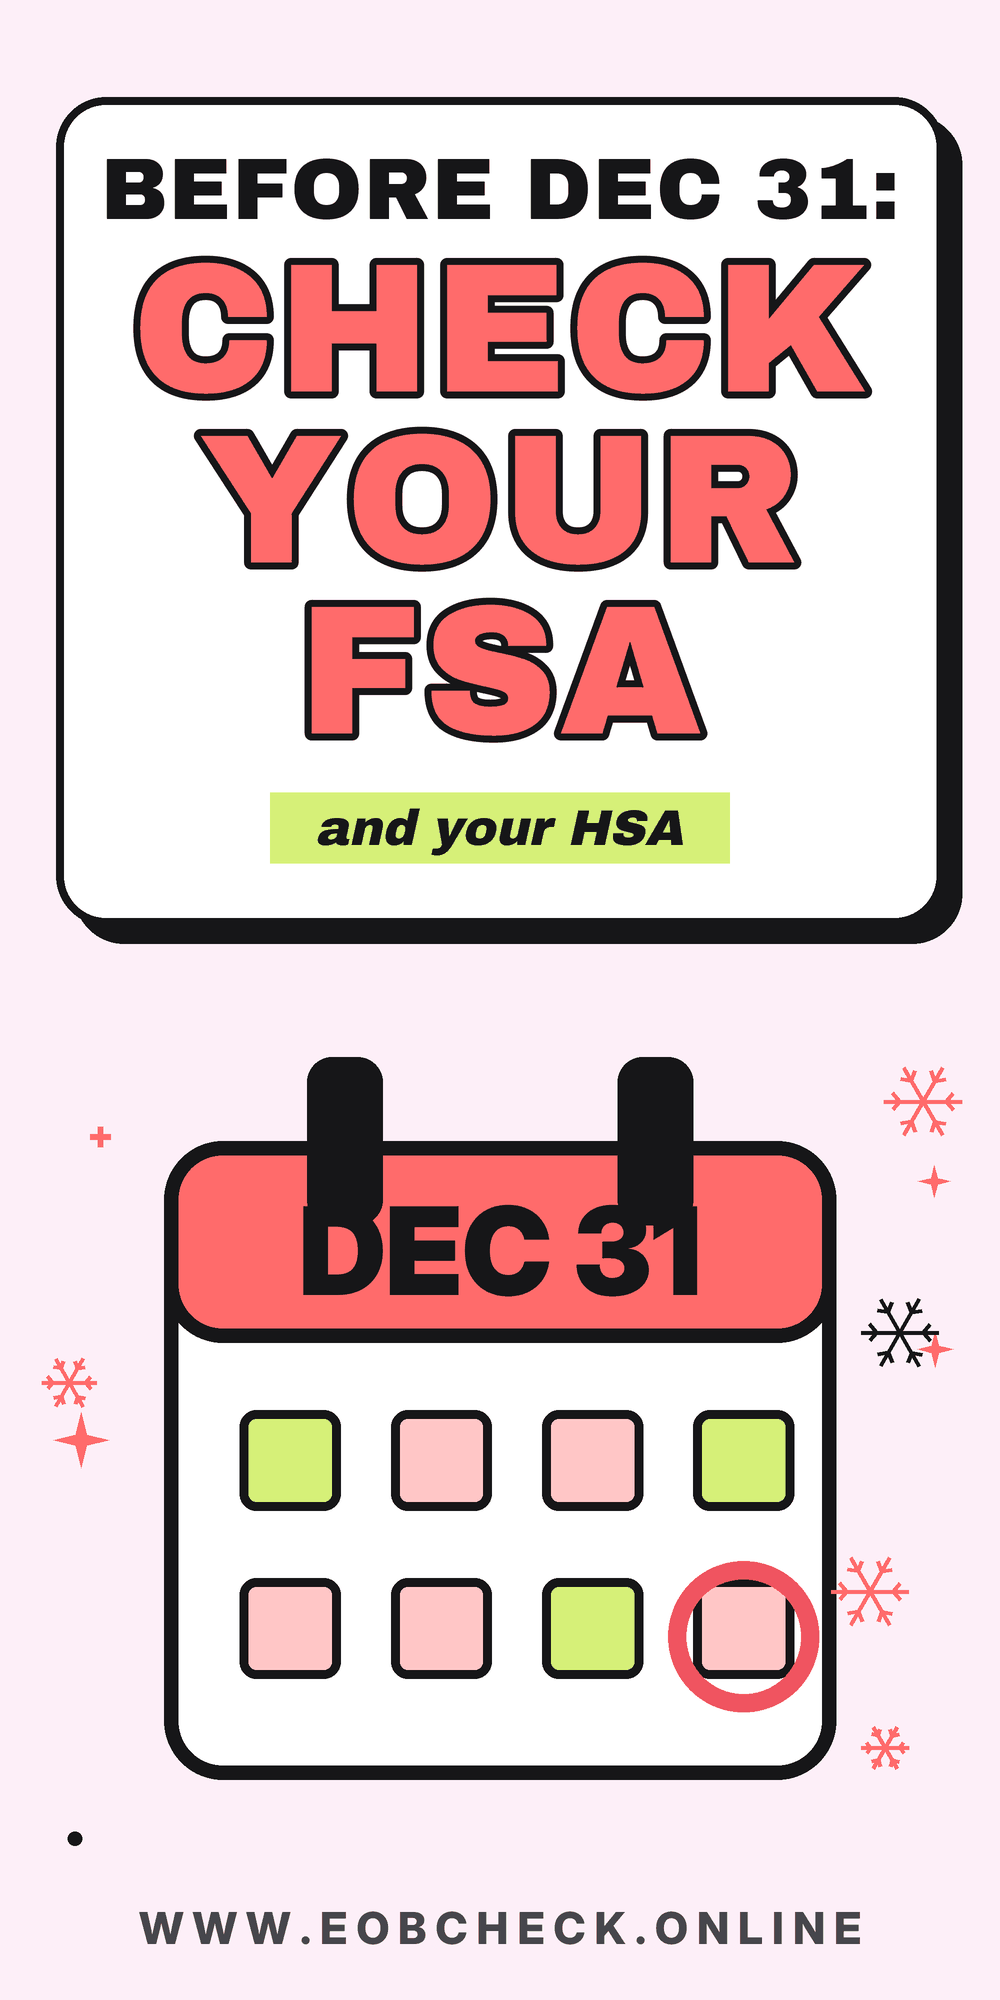 BEFORE DEC 31:
CHECK
YOUR
FSA
and your HSA
DEC 31
WWW.EOBCHECK.ONLINE